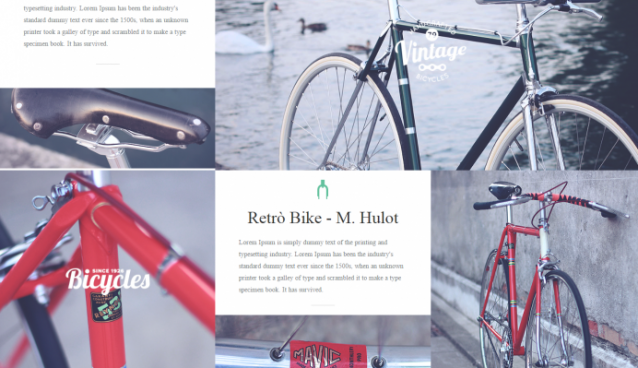 typesetting industry. Lorem Ipsum has been the industry's
standard dummy text ever since the 1500s, when an unknown
printer took a galley of type and scrambled it to make a type
specimen book. It has survived.
70
Vintage
BICYCLES
SINCE 1928
Bicycles
Retrò Bike - M. Hulot
Lorem Ipsum is simply dummy text of the printing and
typesetting industry. Lorem Ipsum has been the industry's
standard dummy text ever since the 1500s, when an unknown
printer took a galley of type and scrambled it to make a type
specimen book. It has survived.
MAVIC